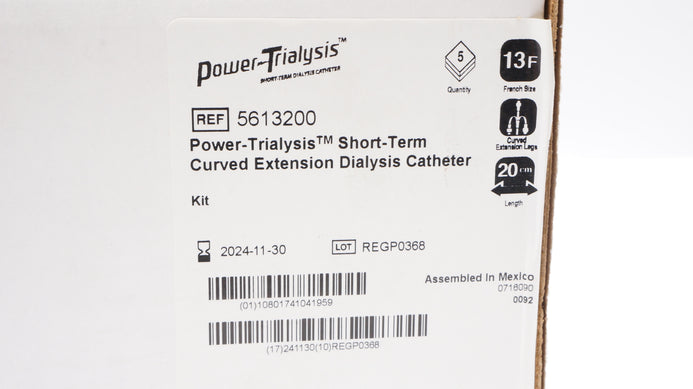 Power-Trialysis™
SHORT-TERM DIALYSIS CATHETER
5
Quantity
13F
French Size
REF 5613200
Power-Trialysis™ Short-Term
Curved Extension Dialysis Catheter
Curved
Extension Legs
20 cm
Length
Kit
2024-11-30
LOT REGP0368
Assembled in Mexico
0716090
0092
(01)10801741041959
(17)241130(10)REGP0368